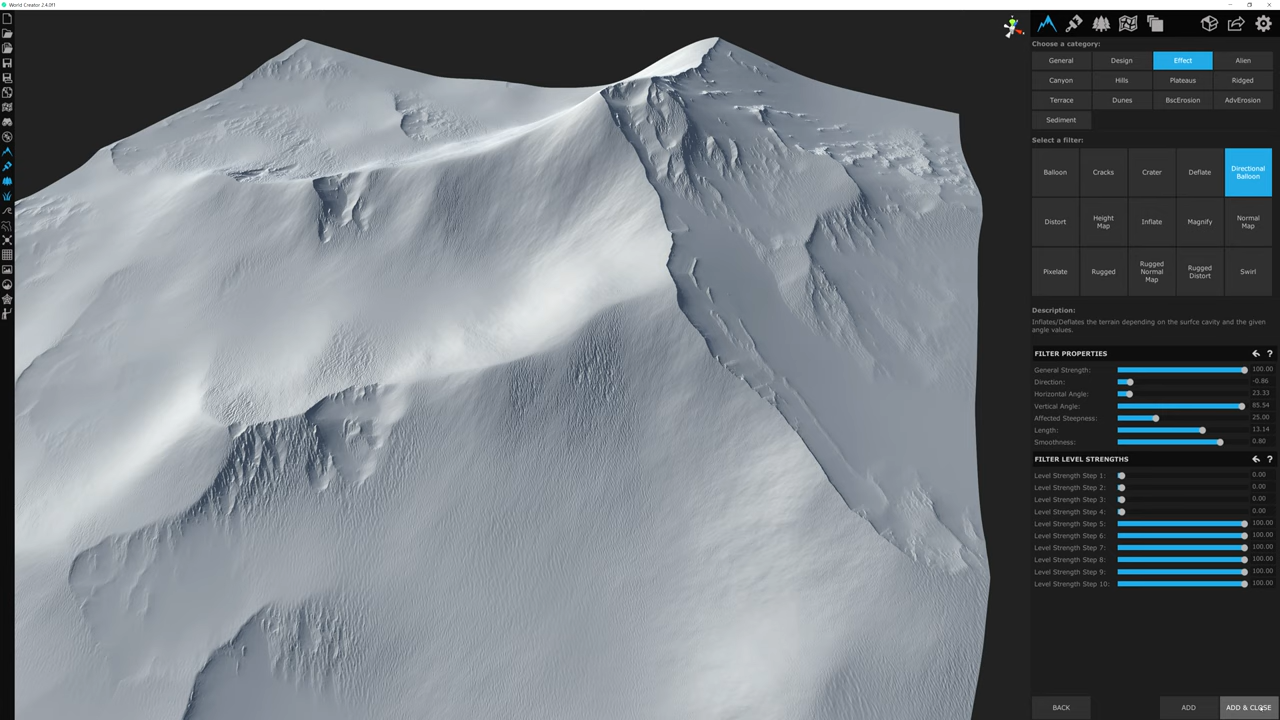 World Creator 2.4.0f1
Choose a category:
General Design Effect Alien
Canyon Hills Plateaus Ridged
Terrace Dunes BscErosion AdvErosion
Sediment
Select a filter:
Balloon Cracks Crater Deflate Directional Balloon
Distort Height Map Inflate Magnify Normal Map
Pixelate Rugged Rugged Normal Map Rugged Distort Swirl
Description:
Inflates/Deflates the terrain depending on the surfce cavity and the given
angle values.
FILTER PROPERTIES ?
General Strength: 100.00
Direction: -0.86
Horizontal Angle: 23.33
Vertical Angle: 85.54
Affected Steepness: 25.00
Length: 13.14
Smoothness: 0.80
FILTER LEVEL STRENGTHS ?
Level Strength Step 1: 0.00
Level Strength Step 2: 0.00
Level Strength Step 3: 0.00
Level Strength Step 4: 0.00
Level Strength Step 5: 100.00
Level Strength Step 6: 100.00
Level Strength Step 7: 100.00
Level Strength Step 8: 100.00
Level Strength Step 9: 100.00
Level Strength Step 10: 100.00
BACK ADD ADD & CLOSE